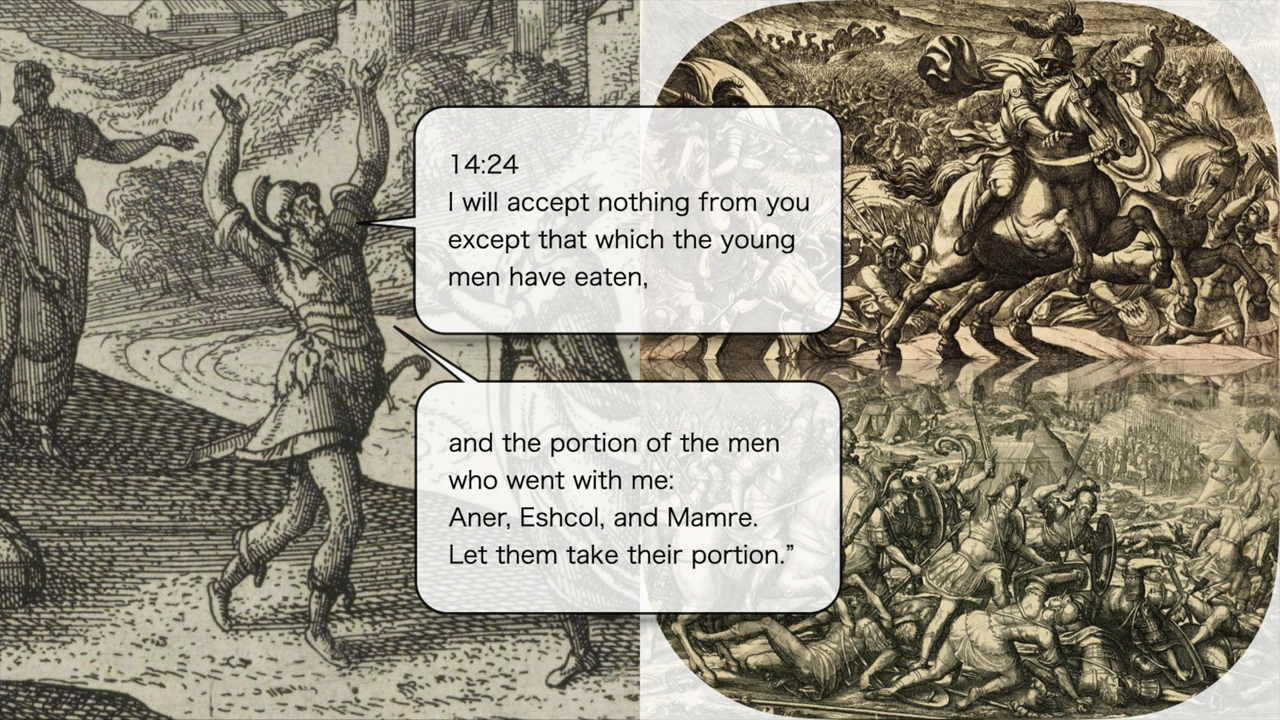 14:24
I will accept nothing from you
except that which the young
men have eaten,
and the portion of the men
who went with me:
Aner, Eshcol, and Mamre.
Let them take their portion.”